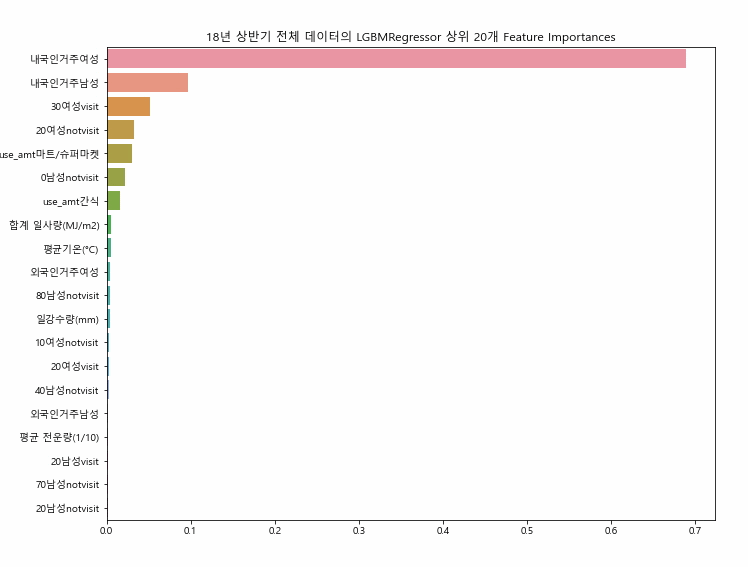 18년 상반기 전체 데이터의 LGBMRegressor 상위 20개 Feature Importances
내국인거주여성
내국인거주남성
30여성visit
20여성notvisit
use_amt마트/슈퍼마켓
0남성notvisit
use_amt간식
합계 일사량(MJ/m2)
평균기온(°C)
외국인거주여성
80남성notvisit
일강수량(mm)
10여성notvisit
20여성visit
40남성notvisit
외국인거주남성
평균 전운량(1/10)
20남성visit
70남성notvisit
20남성notvisit
0.0 0.1 0.2 0.3 0.4 0.5 0.6 0.7